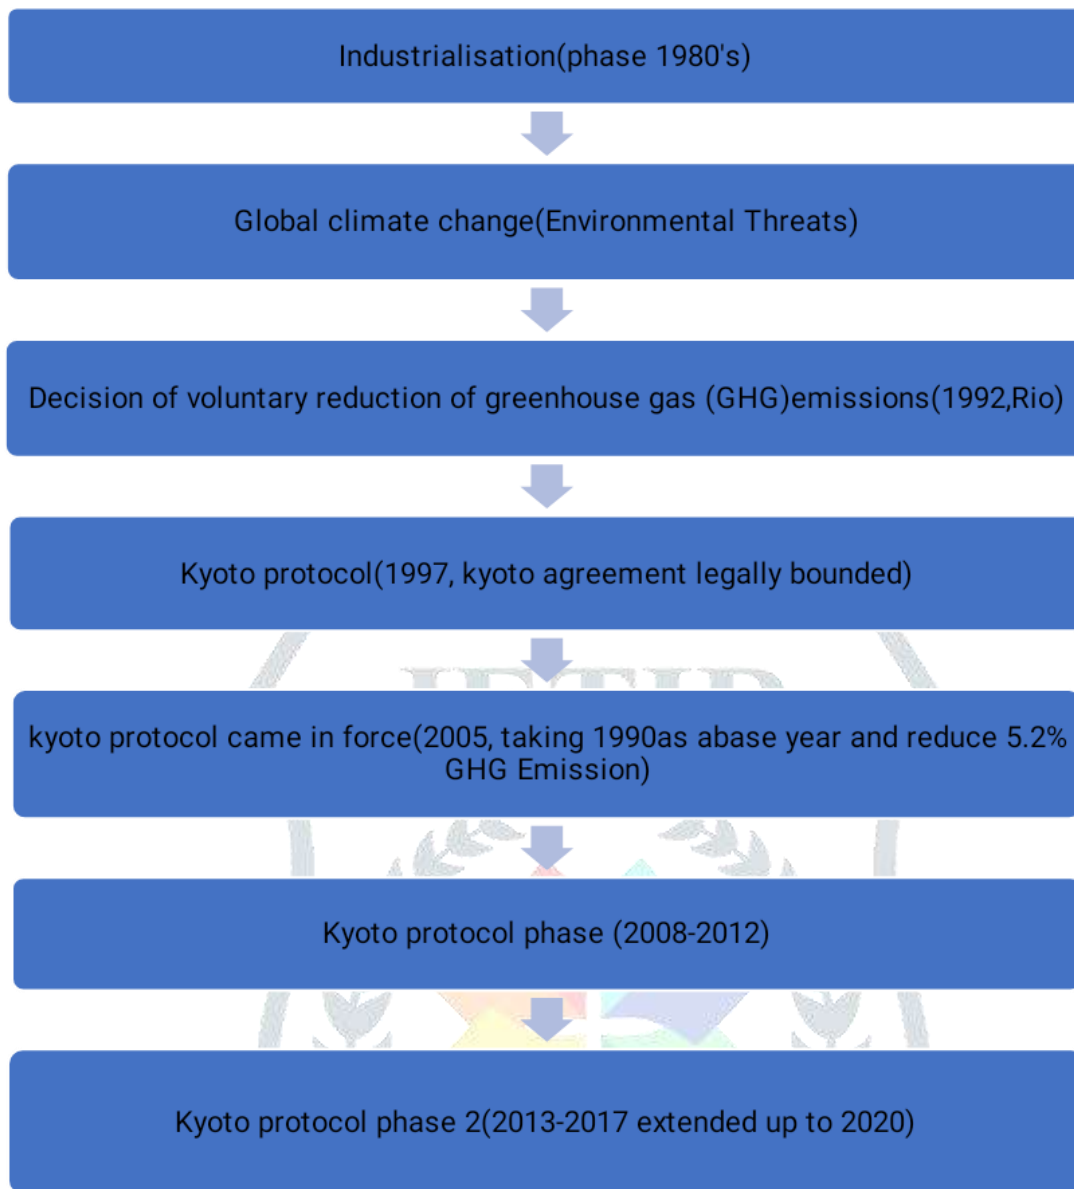 Industrialisation(phase 1980's)
Global climate change(Environmental Threats)
Decision of voluntary reduction of greenhouse gas (GHG)emissions(1992,Rio)
Kyoto protocol(1997, kyoto agreement legally bounded)
JETIR
kyoto protocol came in force(2005, taking 1990as abase year and reduce 5.2%
GHG Emission)
Kyoto protocol phase (2008-2012)
Kyoto protocol phase 2(2013-2017 extended up to 2020)